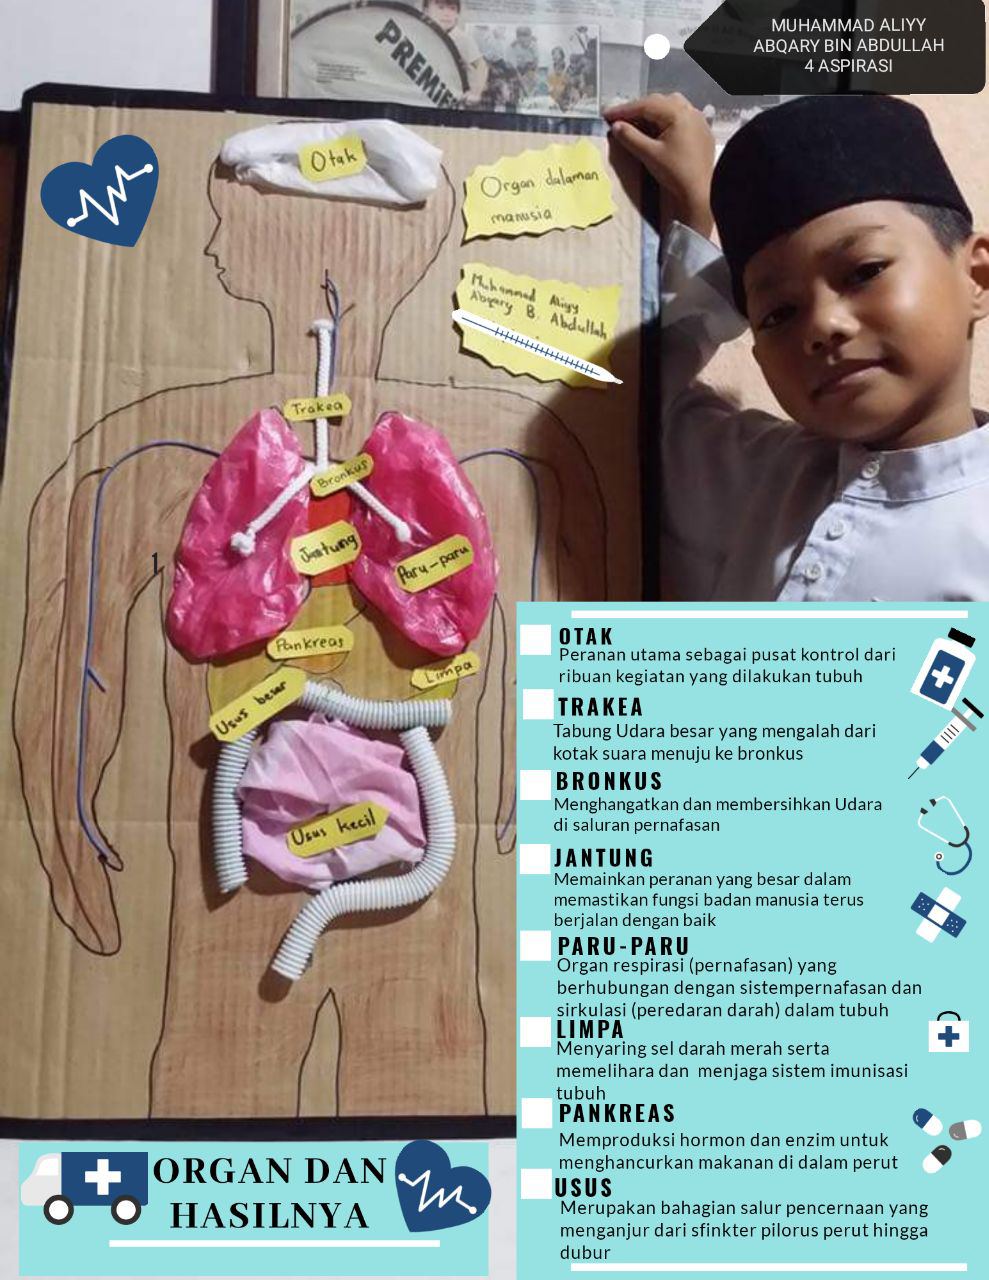 PREMIE
MUHAMMAD ALIYY
ABQARY BIN ABDULLAH
4 ASPIRASI
Otak
Organ dalaman
manusia
Muhammad Aliyy
Abqary B. Abdullah
Trakea
Bronkus
Jantung
Paru-paru
Pankreas
Limpa
Usus besar
Usus kecil
1
OTAK
Peranan utama sebagai pusat kontrol dari
ribuan kegiatan yang dilakukan tubuh
TRAKEA
Tabung Udara besar yang mengalah dari
kotak suara menuju ke bronkus
BRONKUS
Menghangatkan dan membersihkan Udara
di saluran pernafasan
JANTUNG
Memainkan peranan yang besar dalam
memastikan fungsi badan manusia terus
berjalan dengan baik
PARU-PARU
Organ respirasi (pernafasan) yang
berhubungan dengan sistempernafasan dan
sirkulasi (peredaran darah) dalam tubuh
LIMPA
Menyaring sel darah merah serta
memelihara dan  menjaga sistem imunisasi
tubuh
PANKREAS
Memproduksi hormon dan enzim untuk
menghancurkan makanan di dalam perut
USUS
Merupakan bahagian salur pencernaan yang
menganjur dari sfinkter pilorus perut hingga
dubur
ORGAN DAN
HASILNYA